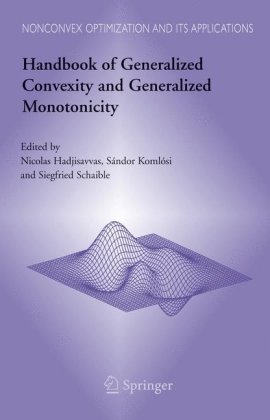 NONCONVEX OPTIMIZATION AND ITS APPLICATIONS
Handbook of Generalized
Convexity and Generalized
Monotonicity
Edited by
Nicolas Hadjisavvas, Sándor Komlósi
and Siegfried Schaible
Springer